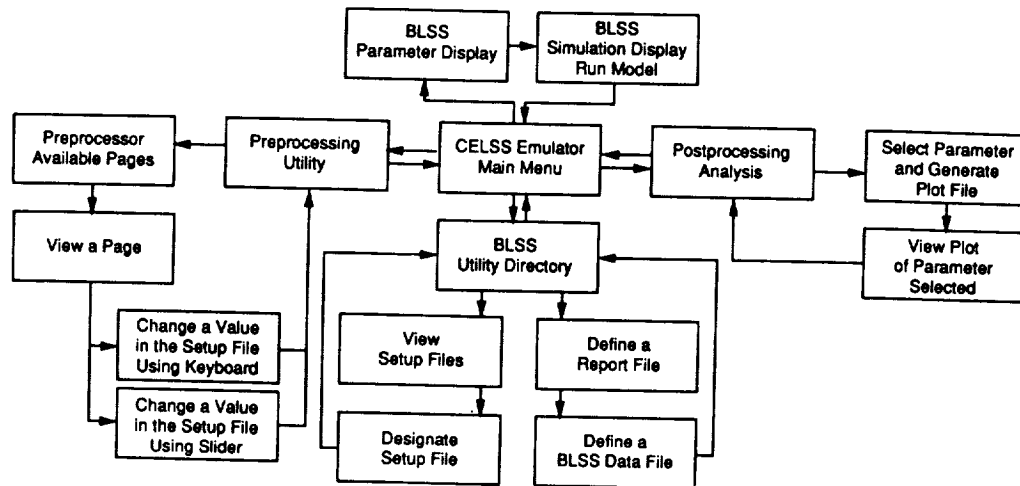 BLSS
Parameter Display
BLSS
Simulation Display
Run Model
Preprocessor
Available Pages
Preprocessing
Utility
CELSS Emulator
Main Menu
Postprocessing
Analysis
Select Parameter
and Generate
Plot File
View a Page
BLSS
Utility Directory
View Plot
of Parameter
Selected
Change a Value
in the Setup File
Using Keyboard
View
Setup Files
Define a
Report File
Change a Value
in the Setup File
Using Slider
Designate
Setup File
Define a
BLSS Data File